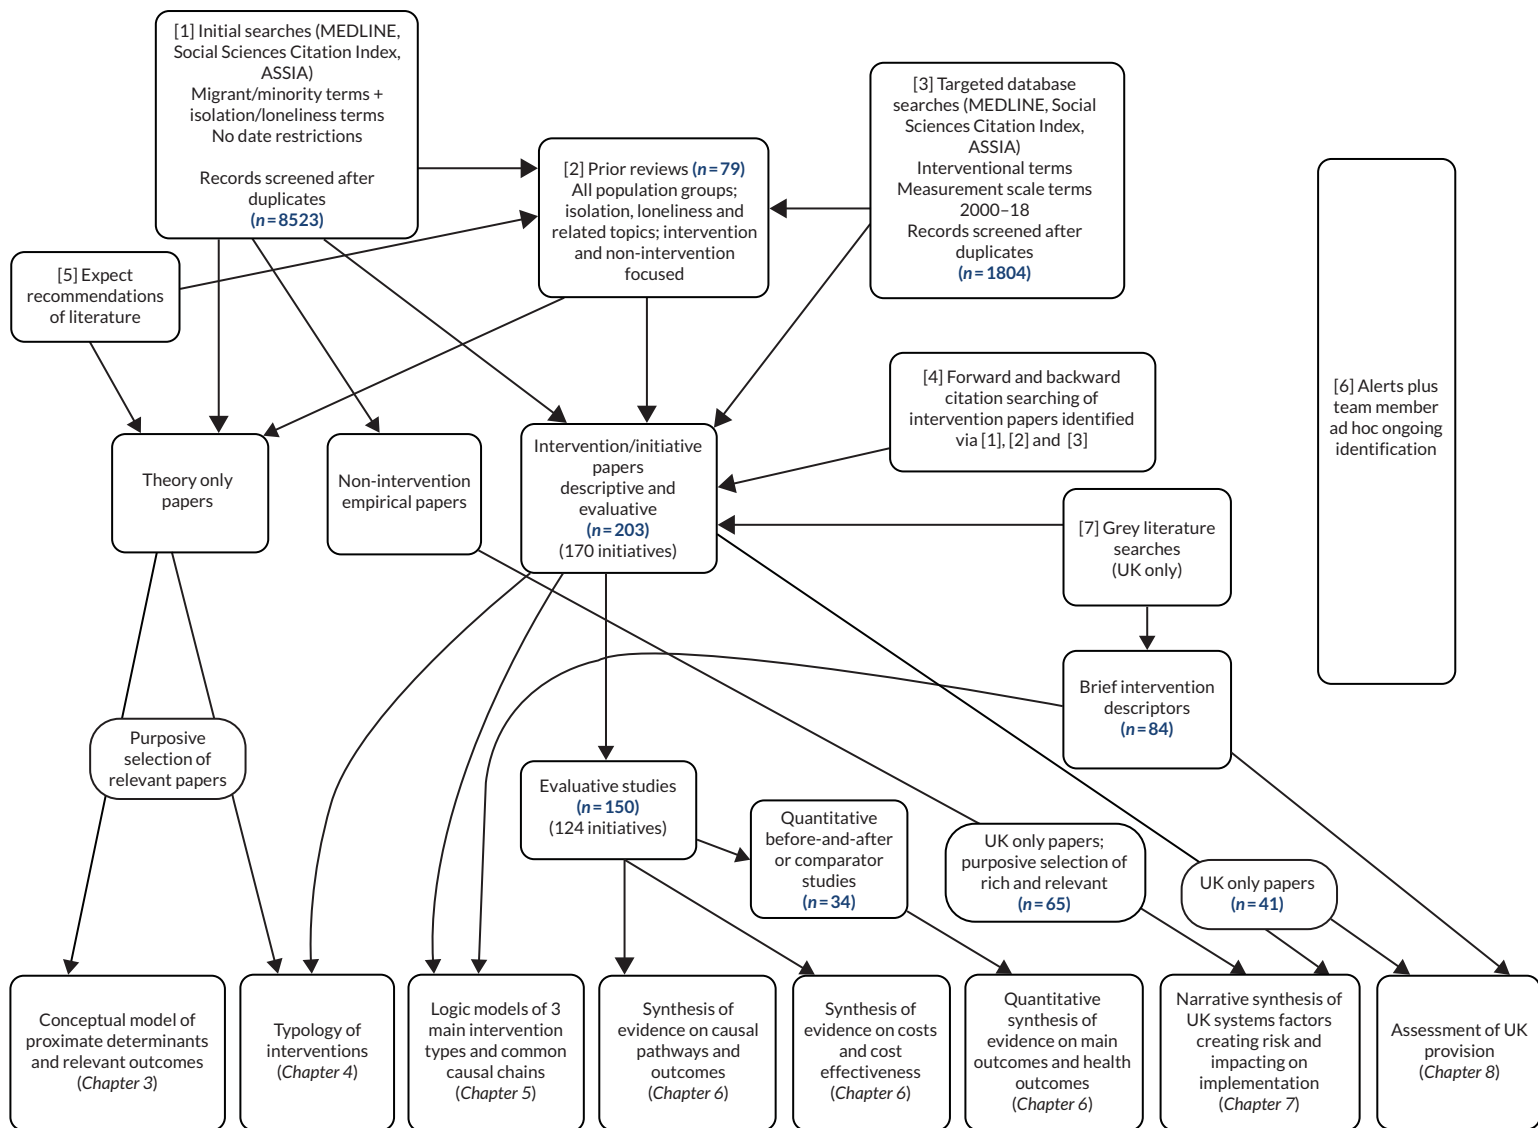 [1] Initial searches (MEDLINE,
Social Sciences Citation Index,
ASSIA)
Migrant/minority terms +
isolation/loneliness terms
No date restrictions
Records screened after
duplicates
(n=8523)
[2] Prior reviews (n=79)
All population groups;
isolation, loneliness and
related topics; intervention
and non-intervention
focused
[3] Targeted database
searches (MEDLINE, Social
Sciences Citation Index,
ASSIA)
Interventional terms
Measurement scale terms
2000–18
Records screened after
duplicates
(n=1804)
[5] Expect
recommendations
of literature
[4] Forward and backward
citation searching of
intervention papers identified
via [1], [2] and [3]
[6] Alerts plus
team member
ad hoc ongoing
identification
Theory only
papers
Non-intervention
empirical papers
Intervention/initiative
papers
descriptive and
evaluative
(n=203)
(170 initiatives)
[7] Grey literature
searches
(UK only)
Brief intervention
descriptors
(n=84)
Purposive
selection of
relevant papers
Evaluative studies
(n=150)
(124 initiatives)
Quantitative
before-and-after
or comparator
studies
(n=34)
UK only papers;
purposive selection of
rich and relevant
(n=65)
UK only papers
(n=41)
Conceptual model of
proximate determinants
and relevant outcomes
(Chapter 3)
Typology of
interventions
(Chapter 4)
Logic models of 3
main intervention
types and common
causal chains
(Chapter 5)
Synthesis of
evidence on causal
pathways and
outcomes
(Chapter 6)
Synthesis of
evidence on costs
and cost
effectiveness
(Chapter 6)
Quantitative
synthesis of
evidence on main
outcomes and health
outcomes
(Chapter 6)
Narrative synthesis of
UK systems factors
creating risk and
impacting on
implementation
(Chapter 7)
Assessment of UK
provision
(Chapter 8)